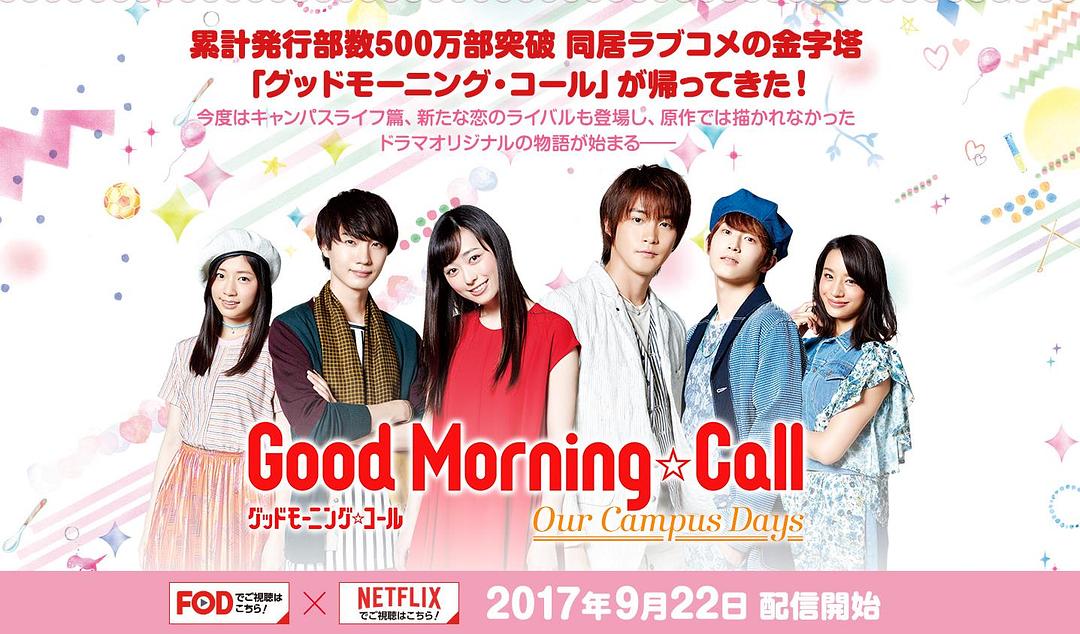 累計発行部数500万部突破 同居ラブコメの金字塔
「グッドモーニング・コール」が帰ってきた!
今度はキャンパスライフ篇、新たな恋のライバルも登場し、原作では描かれなかった
ドラマオリジナルの物語が始まる――
Good Morning☆Call
グッドモーニング☆コール
Our Campus Days
FODでご視聴は
こちら!
×
NETFLIX
でご視聴はこちら!
2017年9月22日 配信開始